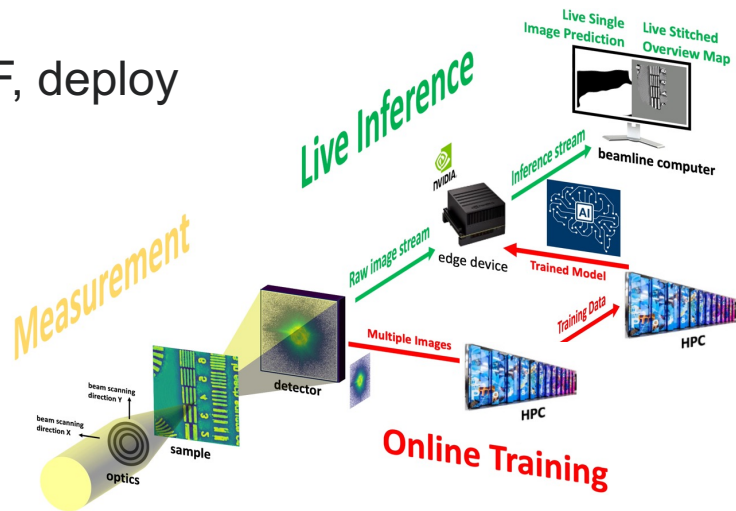 F, deploy
Live Single
Image Prediction
Live Stitched
Overview Map
Live Inference
beamline computer
Inference stream
NVIDIA.
AI
edge device
Raw image stream
Trained Model
Measurement
Training Data
HPC
Multiple Images
detector
HPC
beam scanning
direction Y
beam scanning
direction X
sample
optics
Online Training